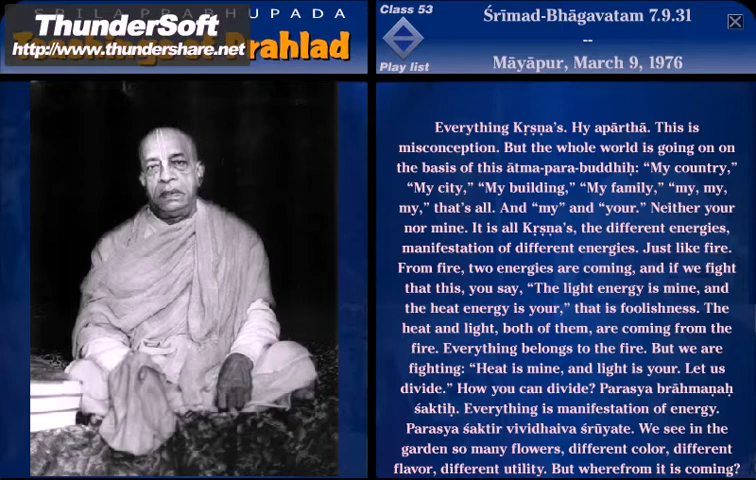 SRILA PRABHUPADA
ThunderSoft
http://www.thundershare.net
Teachings of Prahlad
Class 53
Play list
Śrīmad-Bhāgavatam 7.9.31
--
Māyāpur, March 9, 1976
Everything Kṛṣṇa’s. Hy apārthā. This is
misconception. But the whole world is going on on
the basis of this ātma-para-buddhiḥ: “My country,”
“My city,” “My building,” “My family,” “my, my,
my,” that’s all. And “my” and “your.” Neither your
nor mine. It is all Kṛṣṇa’s, the different energies,
manifestation of different energies. Just like fire.
From fire, two energies are coming, and if we fight
that this, you say, “The light energy is mine, and
the heat energy is your,” that is foolishness. The
heat and light, both of them, are coming from the
fire. Everything belongs to the fire. But we are
fighting: “Heat is mine, and light is your. Let us
divide.” How you can divide? Parasya brāhmaṇaḥ
śaktiḥ. Everything is manifestation of energy.
Parasya śaktir vividhaiva śrūyate. We see in the
garden so many flowers, different color, different
flavor, different utility. But wherefrom it is coming?